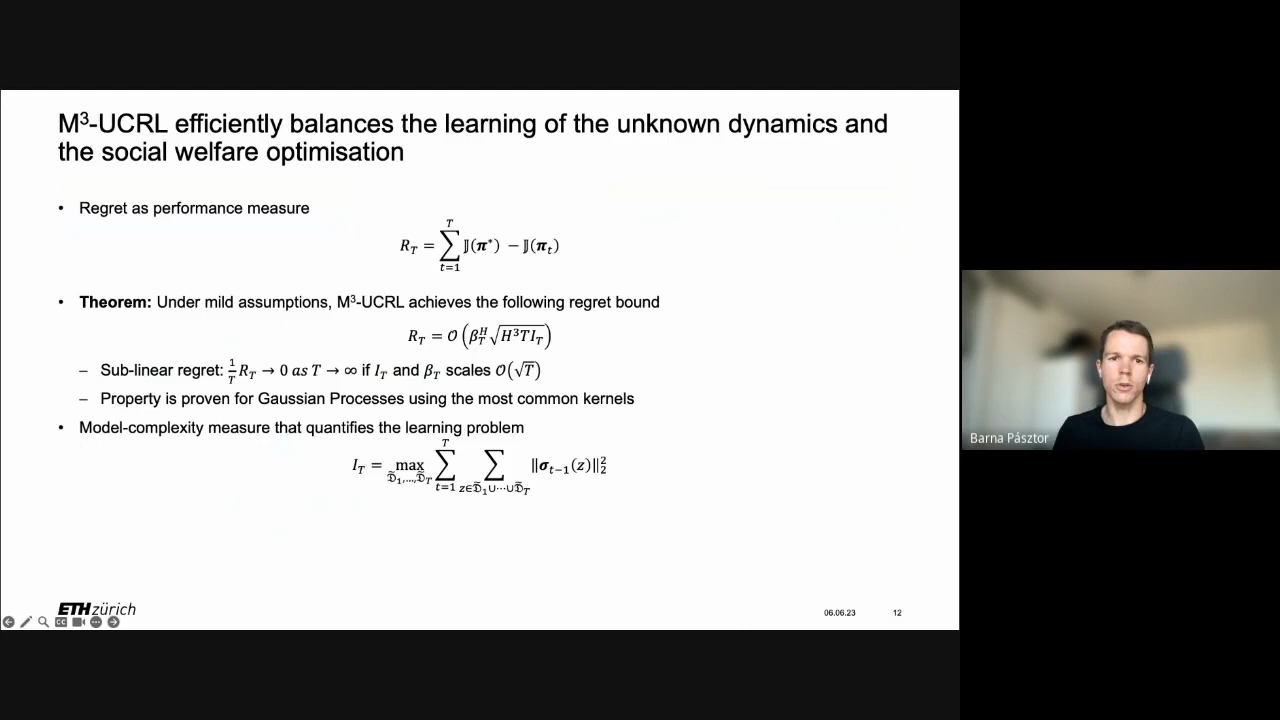 M³-UCRL efficiently balances the learning of the unknown dynamics and
the social welfare optimisation
• Regret as performance measure
R_T = ∑_{t=1}^{T} 𝕁(π*) − 𝕁(π_t)
• Theorem: Under mild assumptions, M³-UCRL achieves the following regret bound
R_T = 𝒪(β_T^H √(H³TI_T))
– Sub-linear regret: 1/T R_T → 0 as T → ∞ if I_T and β_T scales 𝒪(√T)
– Property is proven for Gaussian Processes using the most common kernels
• Model-complexity measure that quantifies the learning problem
I_T = max_{𝔇̃_1,…,𝔇̃_T} ∑_{t=1}^{T} ∑_{z∈𝔇̃_1∪⋯∪𝔇̃_T} ‖σ_{t−1}(z)‖₂²
Barna Pásztor
ETH zürich
06.06.23
12
CC